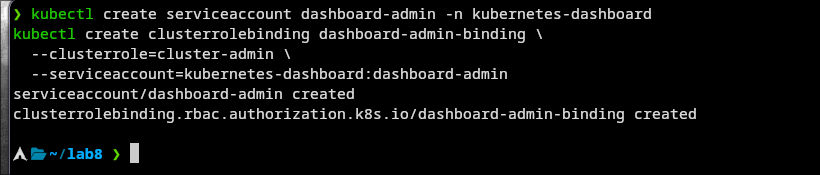 ❯ kubectl create serviceaccount dashboard-admin -n kubernetes-dashboard
kubectl create clusterrolebinding dashboard-admin-binding \
  --clusterrole=cluster-admin \
  --serviceaccount=kubernetes-dashboard:dashboard-admin
serviceaccount/dashboard-admin created
clusterrolebinding.rbac.authorization.k8s.io/dashboard-admin-binding created
~/lab8 ❯